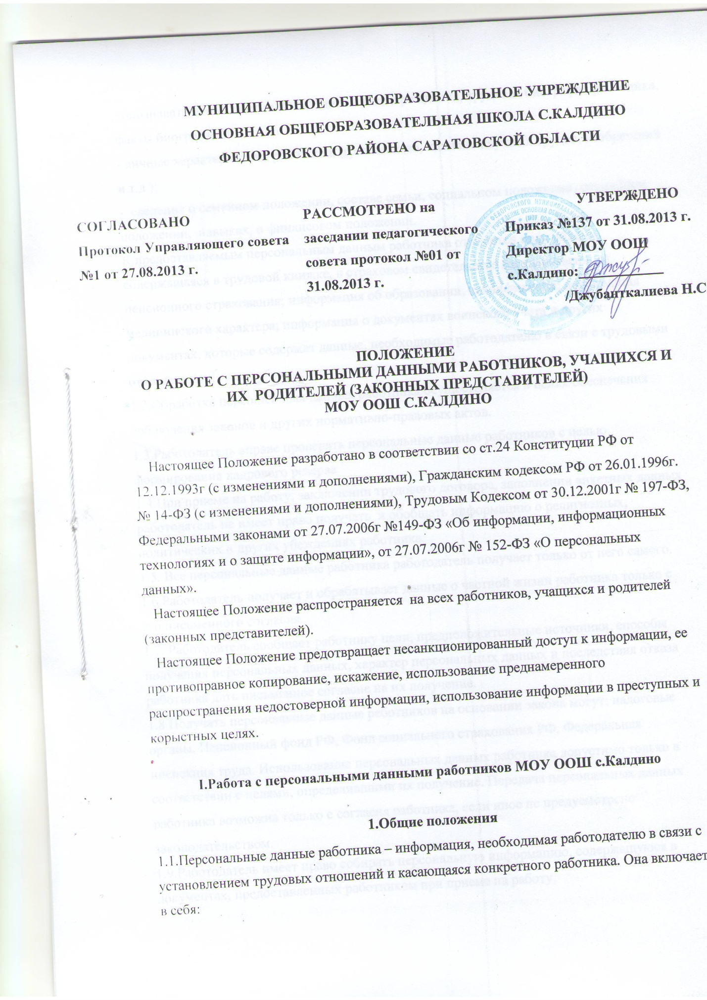 МУНИЦИПАЛЬНОЕ ОБЩЕОБРАЗОВАТЕЛЬНОЕ УЧРЕЖДЕНИЕ
ОСНОВНАЯ ОБЩЕОБРАЗОВАТЕЛЬНАЯ ШКОЛА С.КАЛДИНО
ФЕДОРОВСКОГО РАЙОНА САРАТОВСКОЙ ОБЛАСТИ
СОГЛАСОВАНО
Протокол Управляющего совета
№1 от 27.08.2013 г.
РАССМОТРЕНО на
заседании педагогического
совета протокол №01 от
31.08.2013 г.
УТВЕРЖДЕНО
Приказ №137 от 31.08.2013 г.
Директор МОУ ООШ
с.Калдино:
/Джубанткалиева Н.С
ПОЛОЖЕНИЕ
О РАБОТЕ С ПЕРСОНАЛЬНЫМИ ДАННЫМИ РАБОТНИКОВ, УЧАЩИХСЯ И
ИХ РОДИТЕЛЕЙ (ЗАКОННЫХ ПРЕДСТАВИТЕЛЕЙ)
МОУ ООШ С.КАЛДИНО
Настоящее Положение разработано в соответствии со ст.24 Конституции РФ от
12.12.1993г (с изменениями и дополнениями), Гражданским кодексом РФ от 26.01.1996г.
№ 14-ФЗ (с изменениями и дополнениями), Трудовым Кодексом от 30.12.2001г № 197-ФЗ,
Федеральными законами от 27.07.2006г №149-ФЗ «Об информации, информационных
технологиях и о защите информации», от 27.07.2006г № 152-ФЗ «О персональных
данных».
Настоящее Положение распространяется на всех работников, учащихся и родителей
(законных представителей).
Настоящее Положение предотвращает несанкционированный доступ к информации, ее
противоправное копирование, искажение, использование преднамеренного
распространения недостоверной информации, использование информации в преступных и
корыстных целях.
I.Работа с персональными данными работников МОУ ООШ с.Калдино
1.Общие положения
1.1.Персональные данные работника – информация, необходимая работодателю в связи с
установлением трудовых отношений и касающаяся конкретного работника. Она включает
в себя: